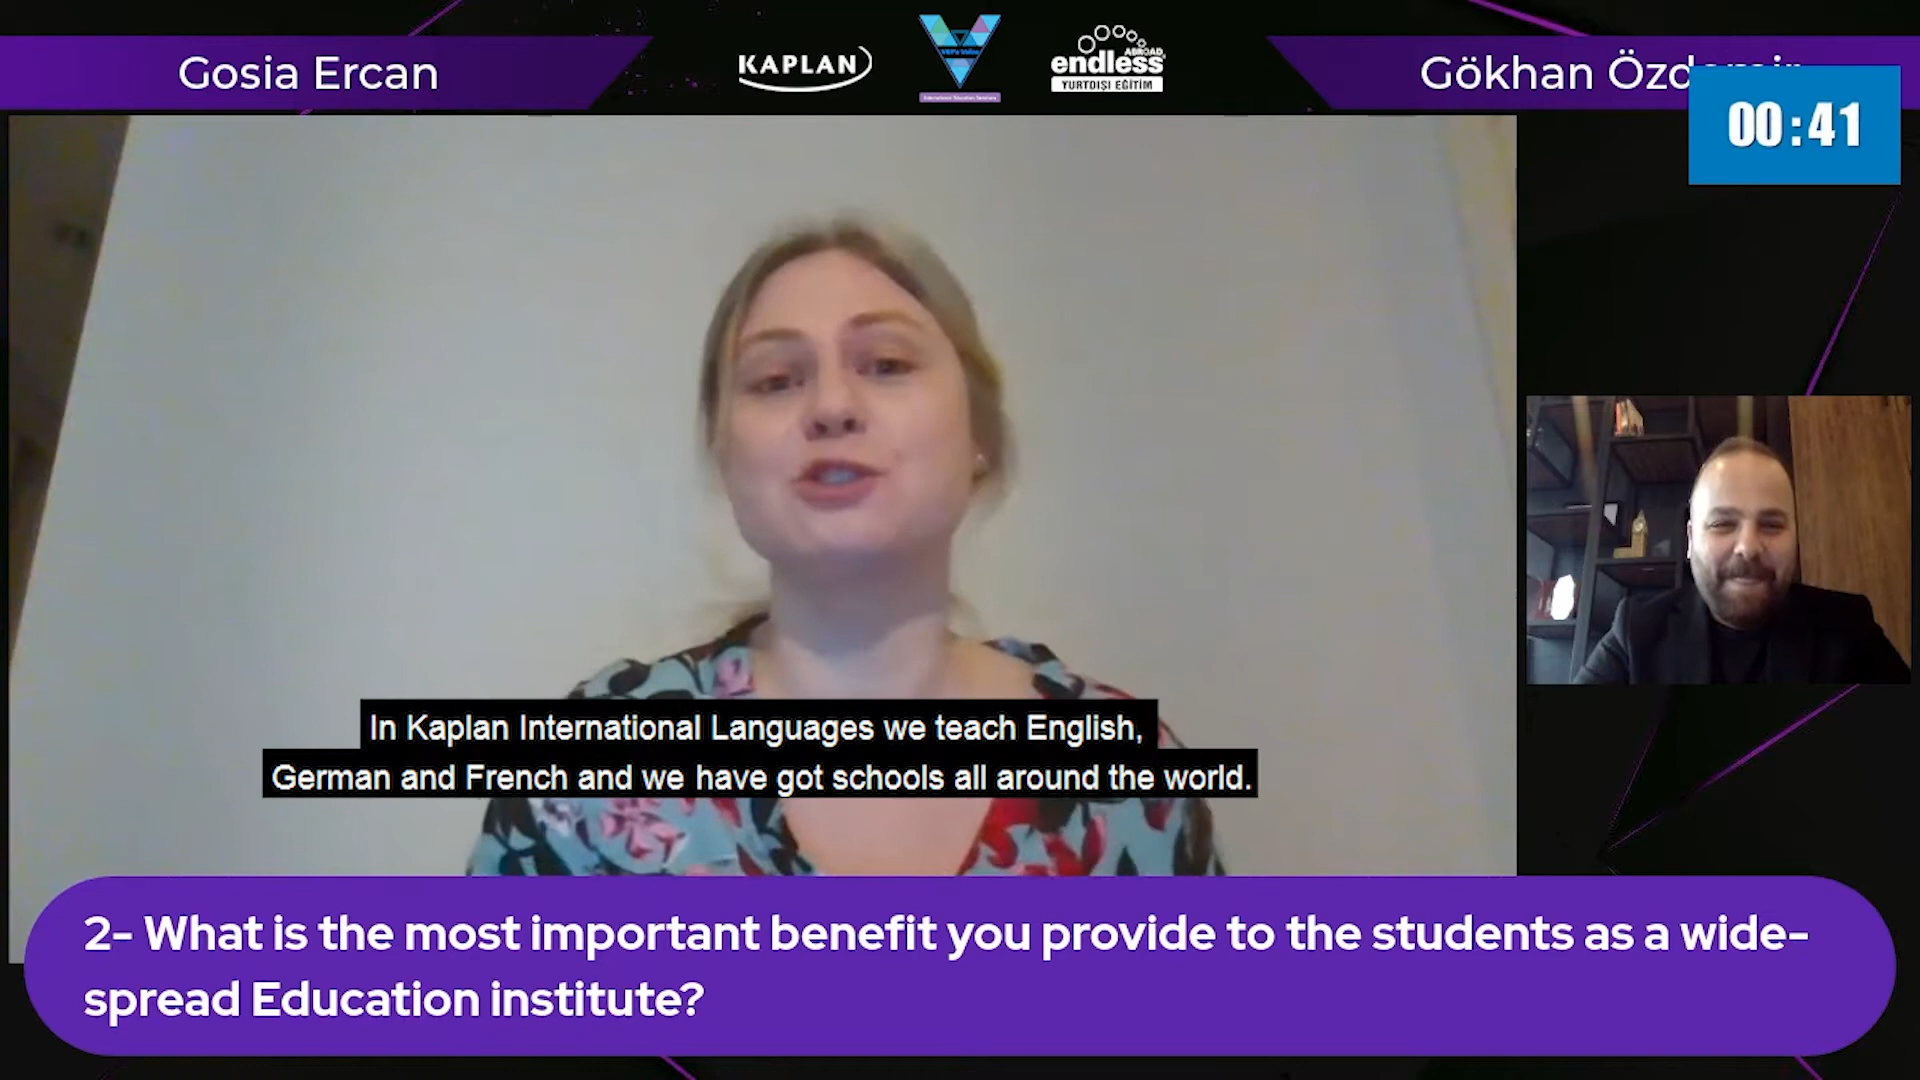 Gosia Ercan
KAPLAN
ABROAD
endless
YURTDIŞI EĞİTİM
Gökhan
00:41
In Kaplan International Languages we teach English,
German and French and we have got schools all around the world.
2- What is the most important benefit you provide to the students as a wide-
spread Education institute?